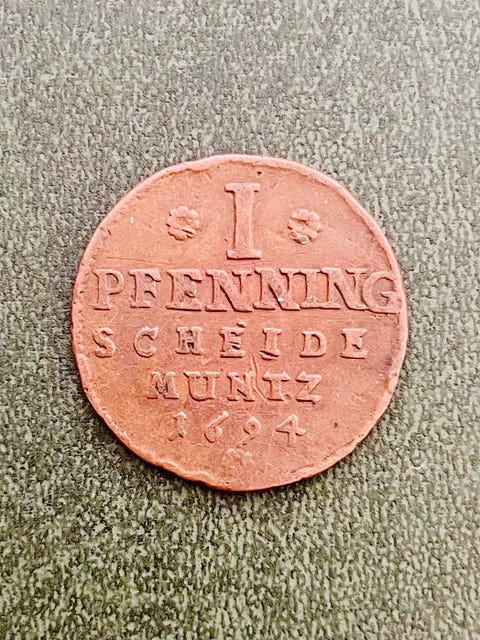 I
PFENNING
SCHEIDE
MUNTZ
1694